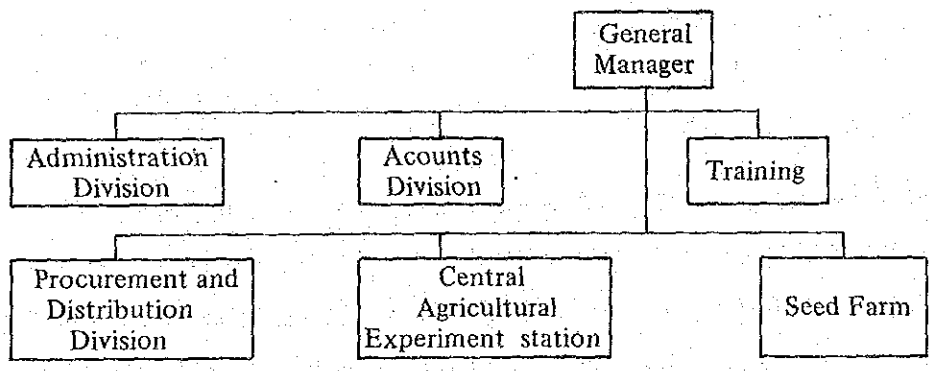 General
Manager
Administration
Division
Acounts
Division
Training
Procurement and
Distribution
Division
Central
Agricultural
Experiment station
Seed Farm